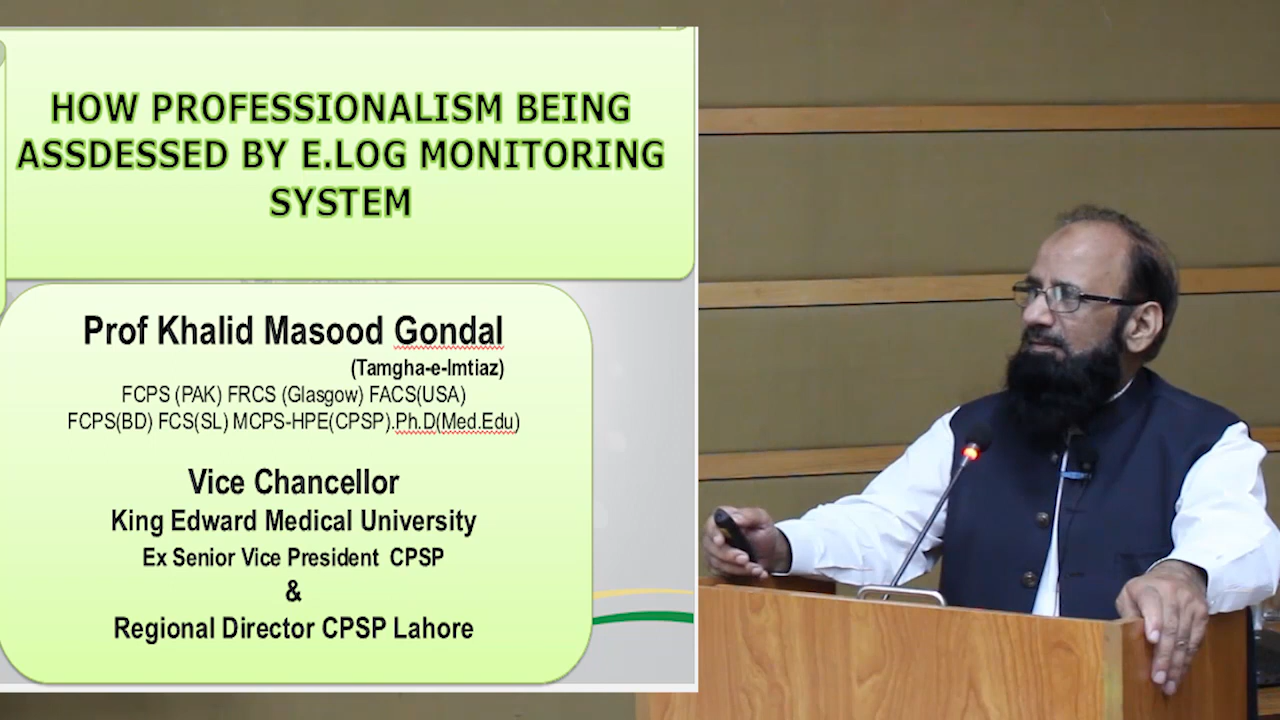 HOW PROFESSIONALISM BEING
ASSDESSED BY E.LOG MONITORING
SYSTEM
Prof Khalid Masood Gondal
(Tamgha-e-Imtiaz)
FCPS (PAK) FRCS (Glasgow) FACS(USA)
FCPS(BD) FCS(SL) MCPS-HPE(CPSP).Ph.D(Med.Edu)
Vice Chancellor
King Edward Medical University
Ex Senior Vice President CPSP
&
Regional Director CPSP Lahore